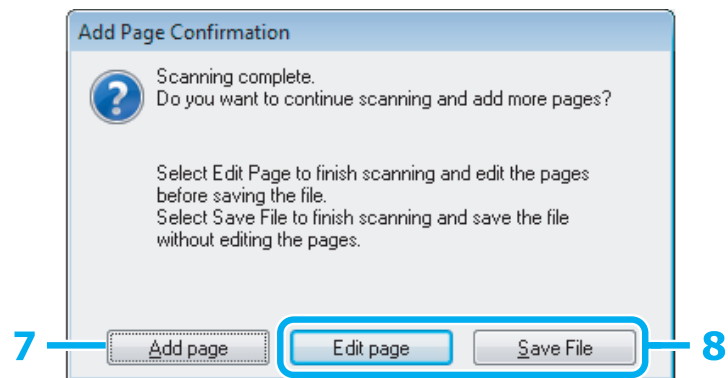 Add Page Confirmation
Scanning complete.
Do you want to continue scanning and add more pages?
Select Edit Page to finish scanning and edit the pages
before saving the file.
Select Save File to finish scanning and save the file
without editing the pages.
7 Add page Edit page Save File 8